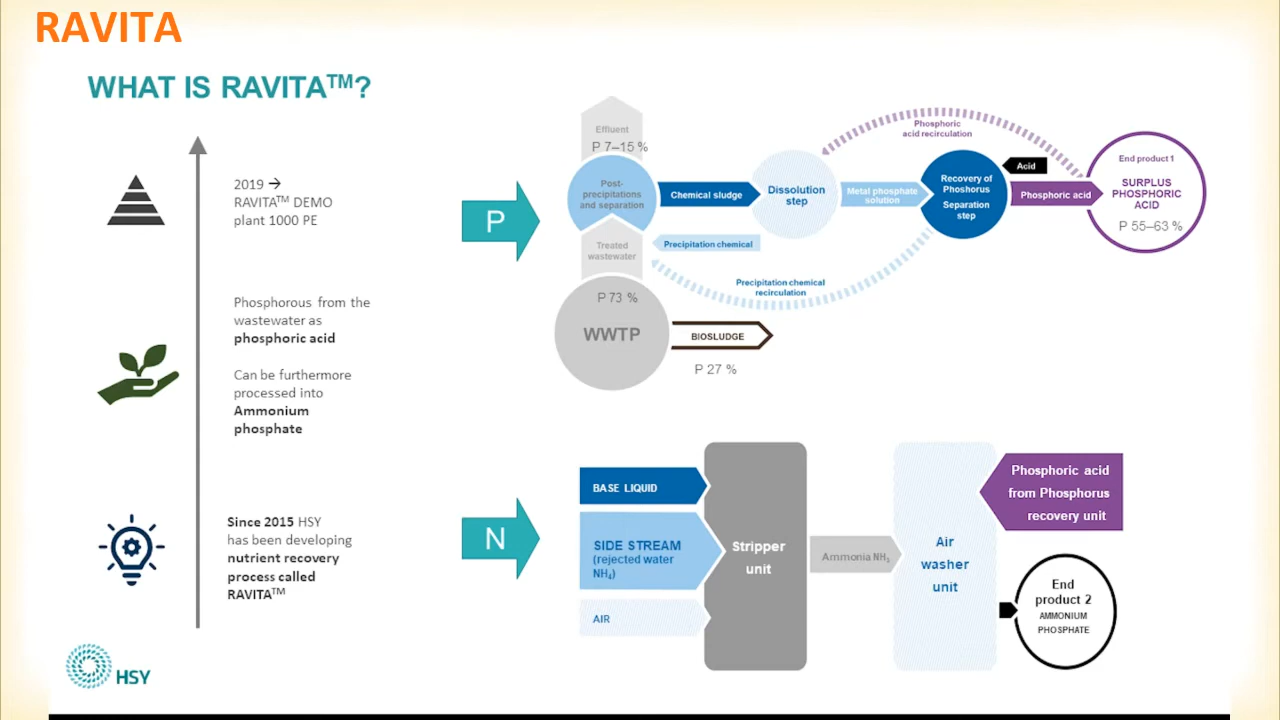 RAVITA
WHAT IS RAVITA™?
2019 →
RAVITA™ DEMO
plant 1000 PE
Phosphorous from the
wastewater as
phosphoric acid
Can be furthermore
processed into
Ammonium
phosphate
Since 2015 HSY
has been developing
nutrient recovery
process called
RAVITA™
HSY
P
Effluent
P 7–15 %
Post-
precipitations
and separation
Treated
wastewater
P 73 %
WWTP
BIOSLUDGE
P 27 %
Chemical sludge
Precipitation chemical
Dissolution
step
Metal phosphate
solution
Precipitation chemical
recirculation
Phosphoric
acid recirculation
Recovery of
Phoshorus
Separation
step
Acid
Phosphoric acid
End product 1
SURPLUS
PHOSPHORIC
ACID
P 55–63 %
N
BASE LIQUID
SIDE STREAM
(rejected water
NH₄)
AIR
Stripper
unit
Ammonia NH₃
Air
washer
unit
Phosphoric acid
from Phosphorus
recovery unit
End
product 2
AMMONIUM
PHOSPHATE